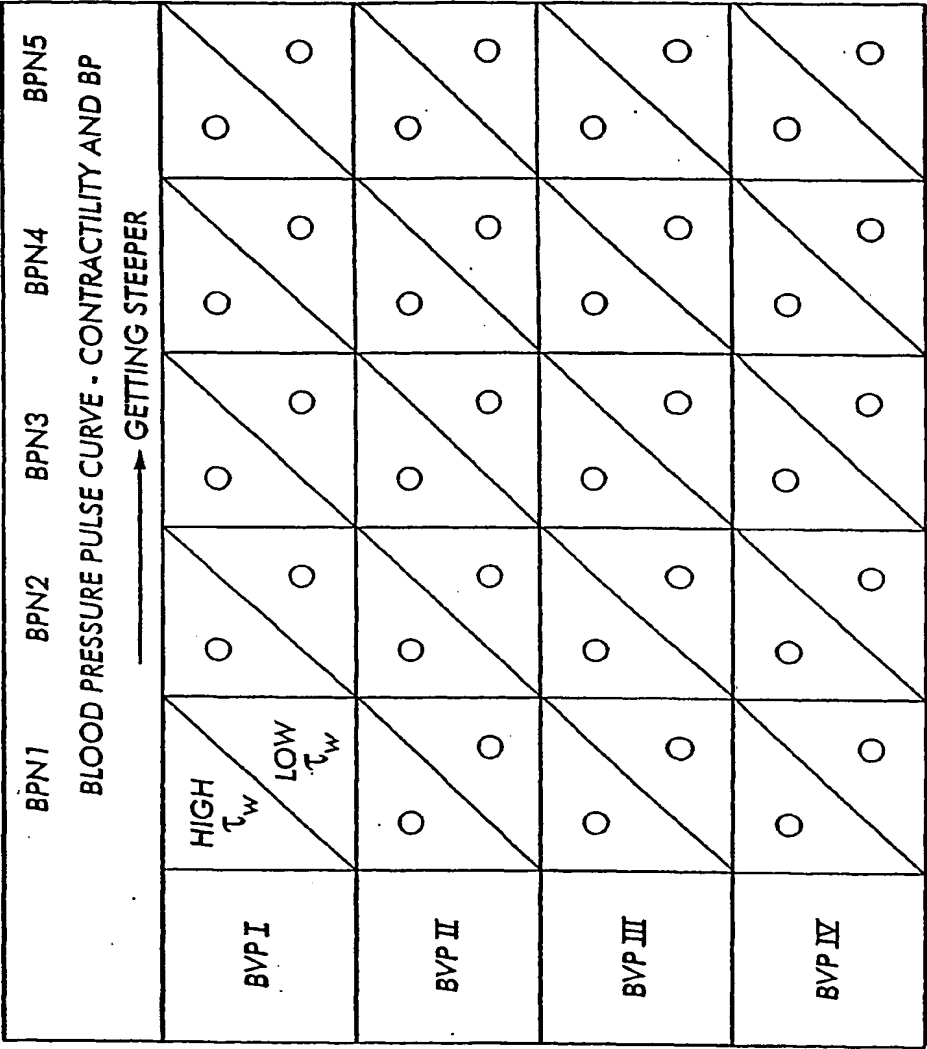 BPN1 BPN2 BPN3 BPN4 BPN5
BLOOD PRESSURE PULSE CURVE - CONTRACTILITY AND BP
GETTING STEEPER
BVP I
HIGH τw
LOW τw
BVP II
BVP III
BVP IV